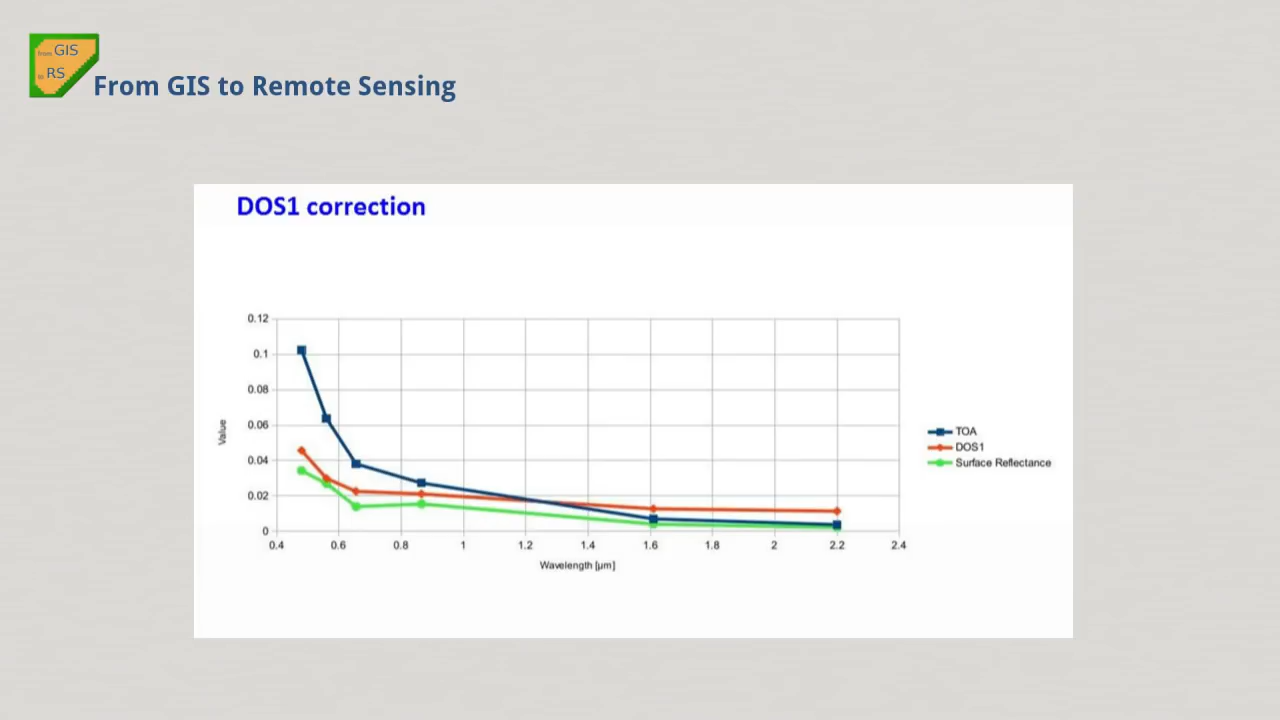 from GIS
to RS
From GIS to Remote Sensing
DOS1 correction
0.12
0.1
0.08
0.06
0.04
0.02
0
Value
0.4 0.6 0.8 1 1.2 1.4 1.6 1.8 2 2.2 2.4
Wavelength [µm]
TOA
DOS1
Surface Reflectance